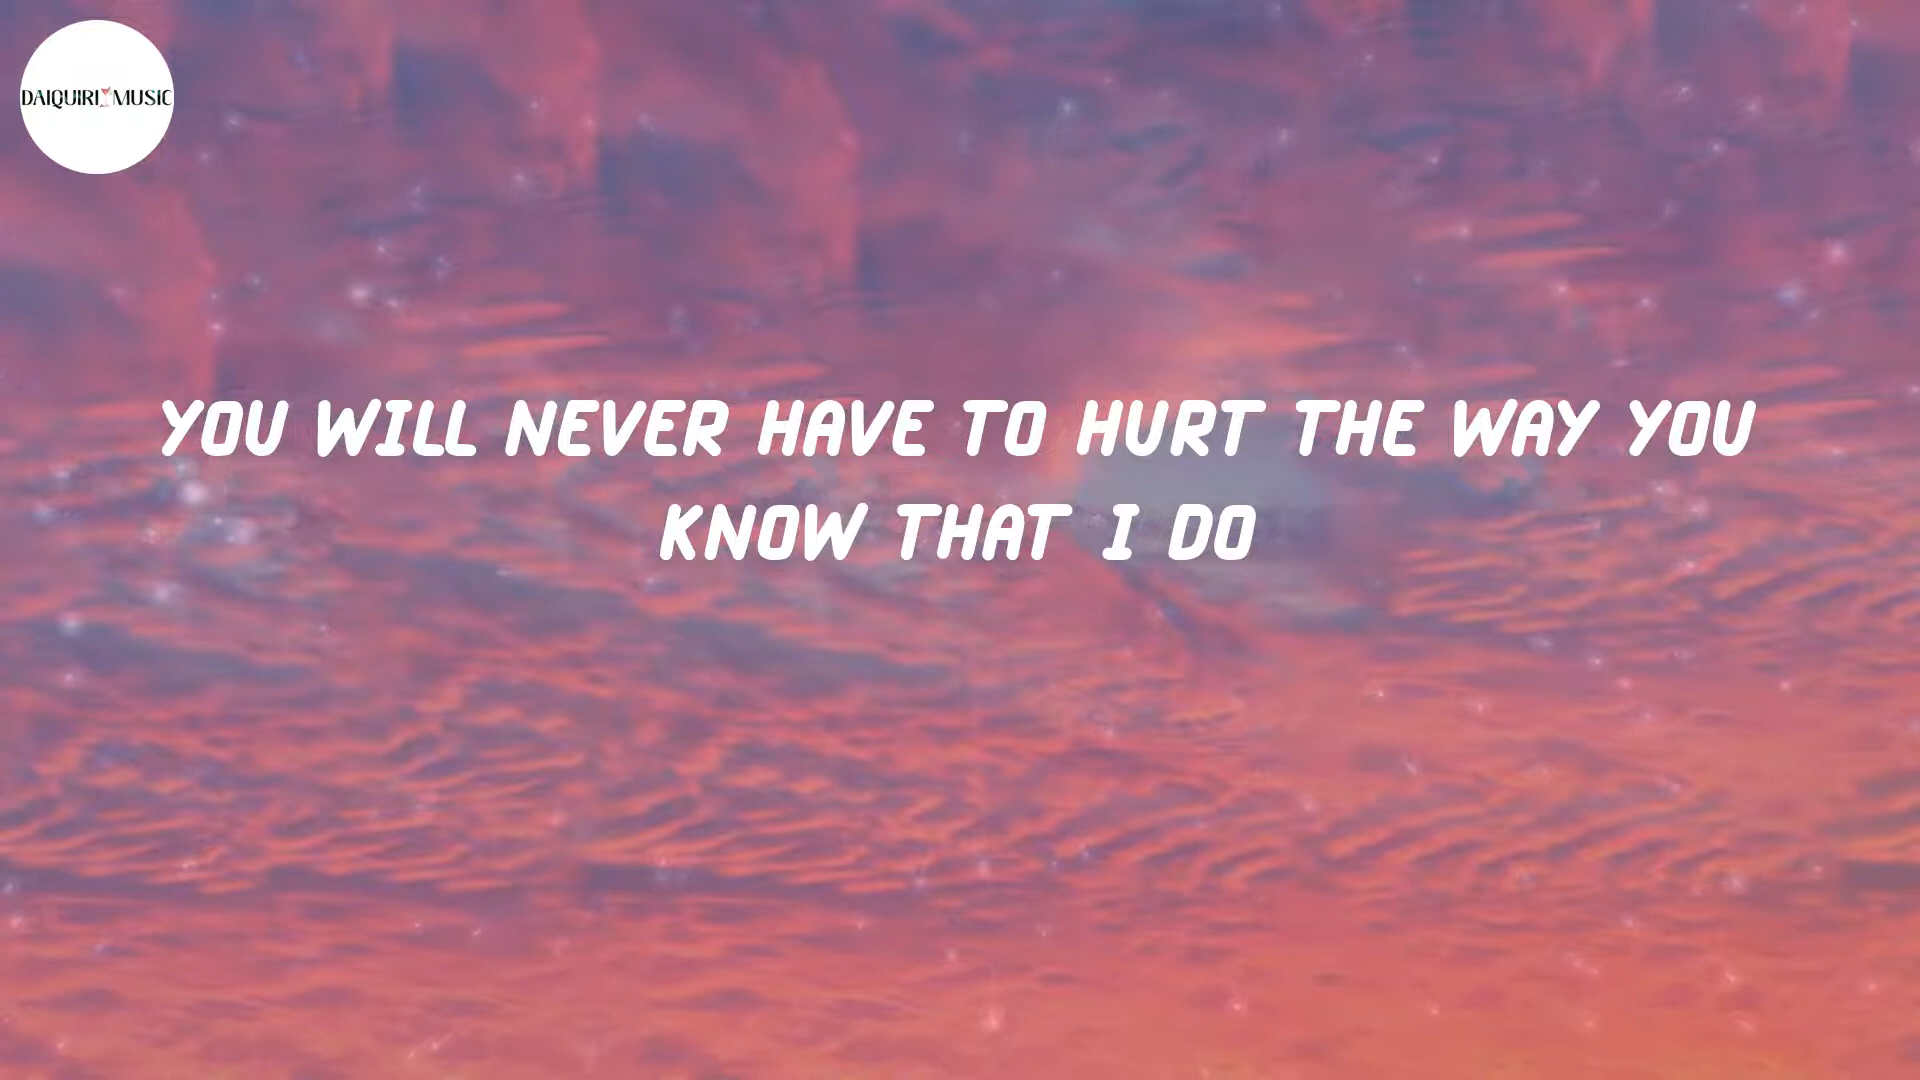 DAIQUIRI MUSIC
YOU WILL NEVER HAVE TO HURT THE WAY YOU
KNOW THAT I DO